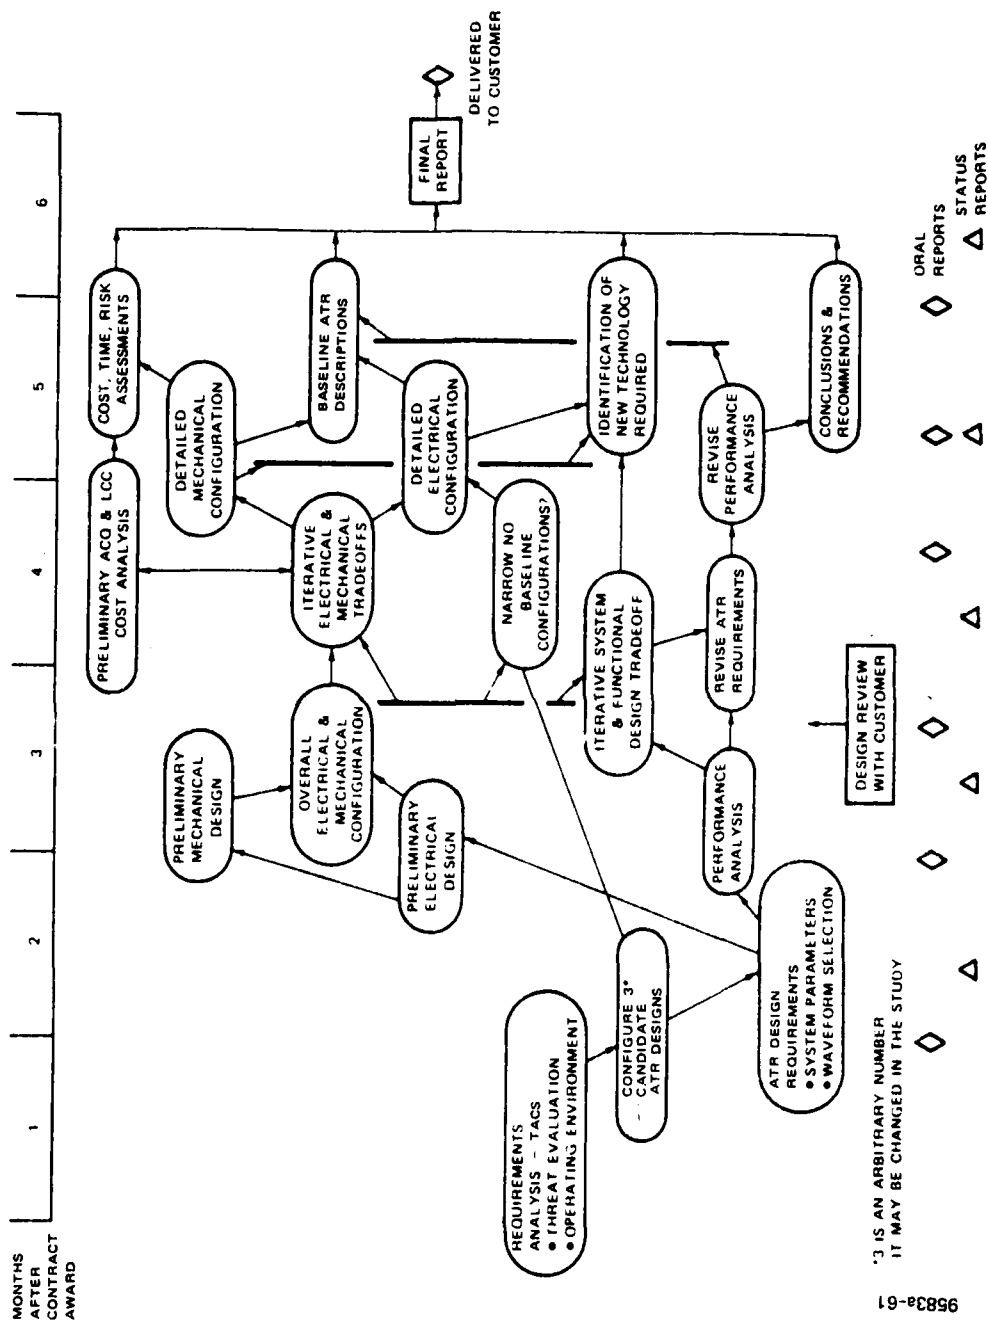 MONTHS
AFTER
CONTRACT
AWARD
1
2
3
4
5
6
PRELIMINARY ACQ & LCC
COST ANALYSIS
COST, TIME, RISK
ASSESSMENTS
PRELIMINARY
MECHANICAL
DESIGN
DETAILED
MECHANICAL
CONFIGURATION
OVERALL
ELECTRICAL &
MECHANICAL
CONFIGURATION
ITERATIVE
ELECTRICAL &
MECHANICAL
TRADEOFFS
BASELINE ATR
DESCRIPTIONS
PRELIMINARY
ELECTRICAL
DESIGN
DETAILED
ELECTRICAL
CONFIGURATION
FINAL
REPORT
DELIVERED
TO CUSTOMER
NARROW NO
BASELINE
CONFIGURATIONS?
REQUIREMENTS
ANALYSIS - TACS
• THREAT EVALUATION
• OPERATING ENVIRONMENT
CONFIGURE 3*
CANDIDATE
ATR DESIGNS
ITERATIVE SYSTEM
& FUNCTIONAL
DESIGN TRADEOFF
IDENTIFICATION OF
NEW TECHNOLOGY
REQUIRED
ATR DESIGN
REQUIREMENTS
• SYSTEM PARAMETERS
• WAVEFORM SELECTION
PERFORMANCE
ANALYSIS
REVISE ATR
REQUIREMENTS
REVISE
PERFORMANCE
ANALYSIS
CONCLUSIONS &
RECOMMENDATIONS
DESIGN REVIEW
WITH CUSTOMER
*3 IS AN ARBITRARY NUMBER
IT MAY BE CHANGED IN THE STUDY
ORAL
REPORTS
STATUS
REPORTS
9583a-61